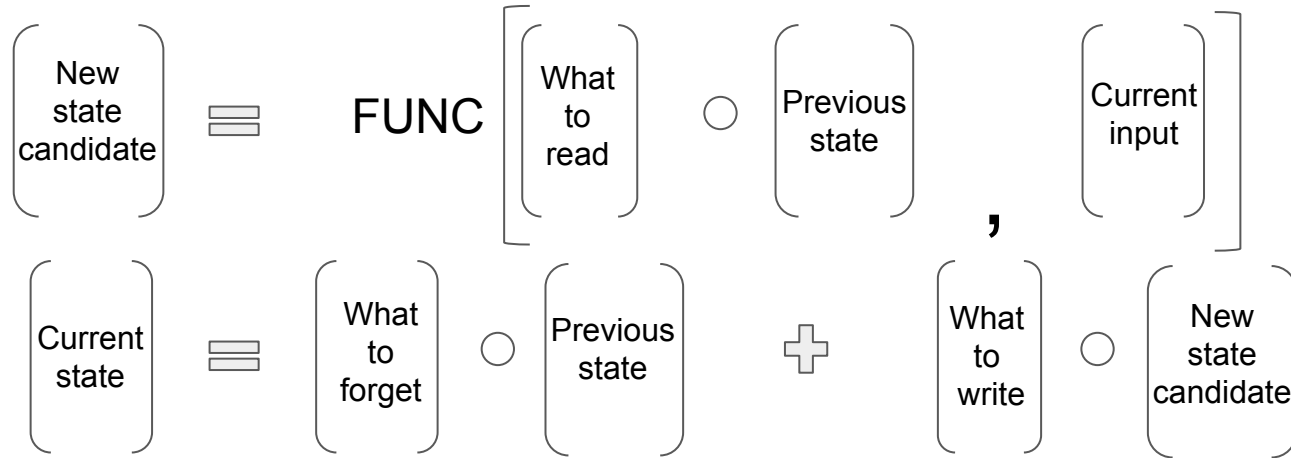 New
state
candidate
=
FUNC
What
to
read
○
Previous
state
,
Current
input
Current
state
=
What
to
forget
○
Previous
state
+
What
to
write
○
New
state
candidate